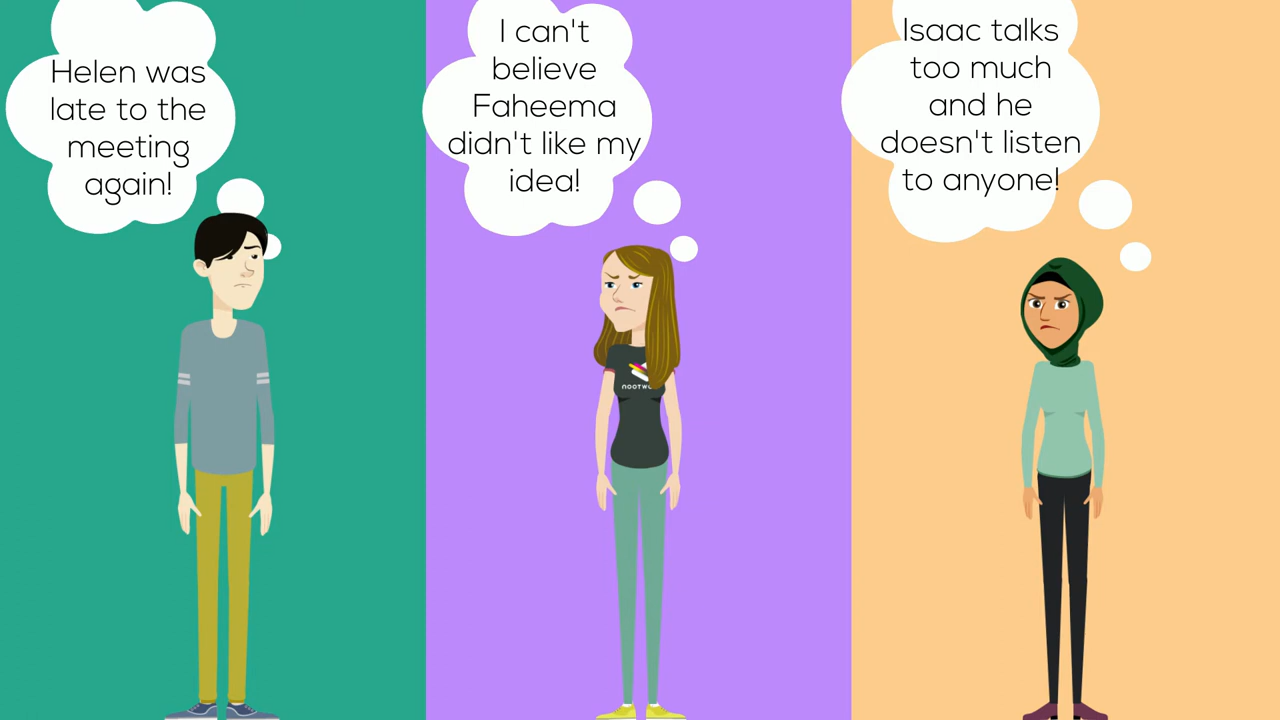 Helen was
late to the
meeting
again!
I can't
believe
Faheema
didn't like my
idea!
Isaac talks
too much
and he
doesn't listen
to anyone!